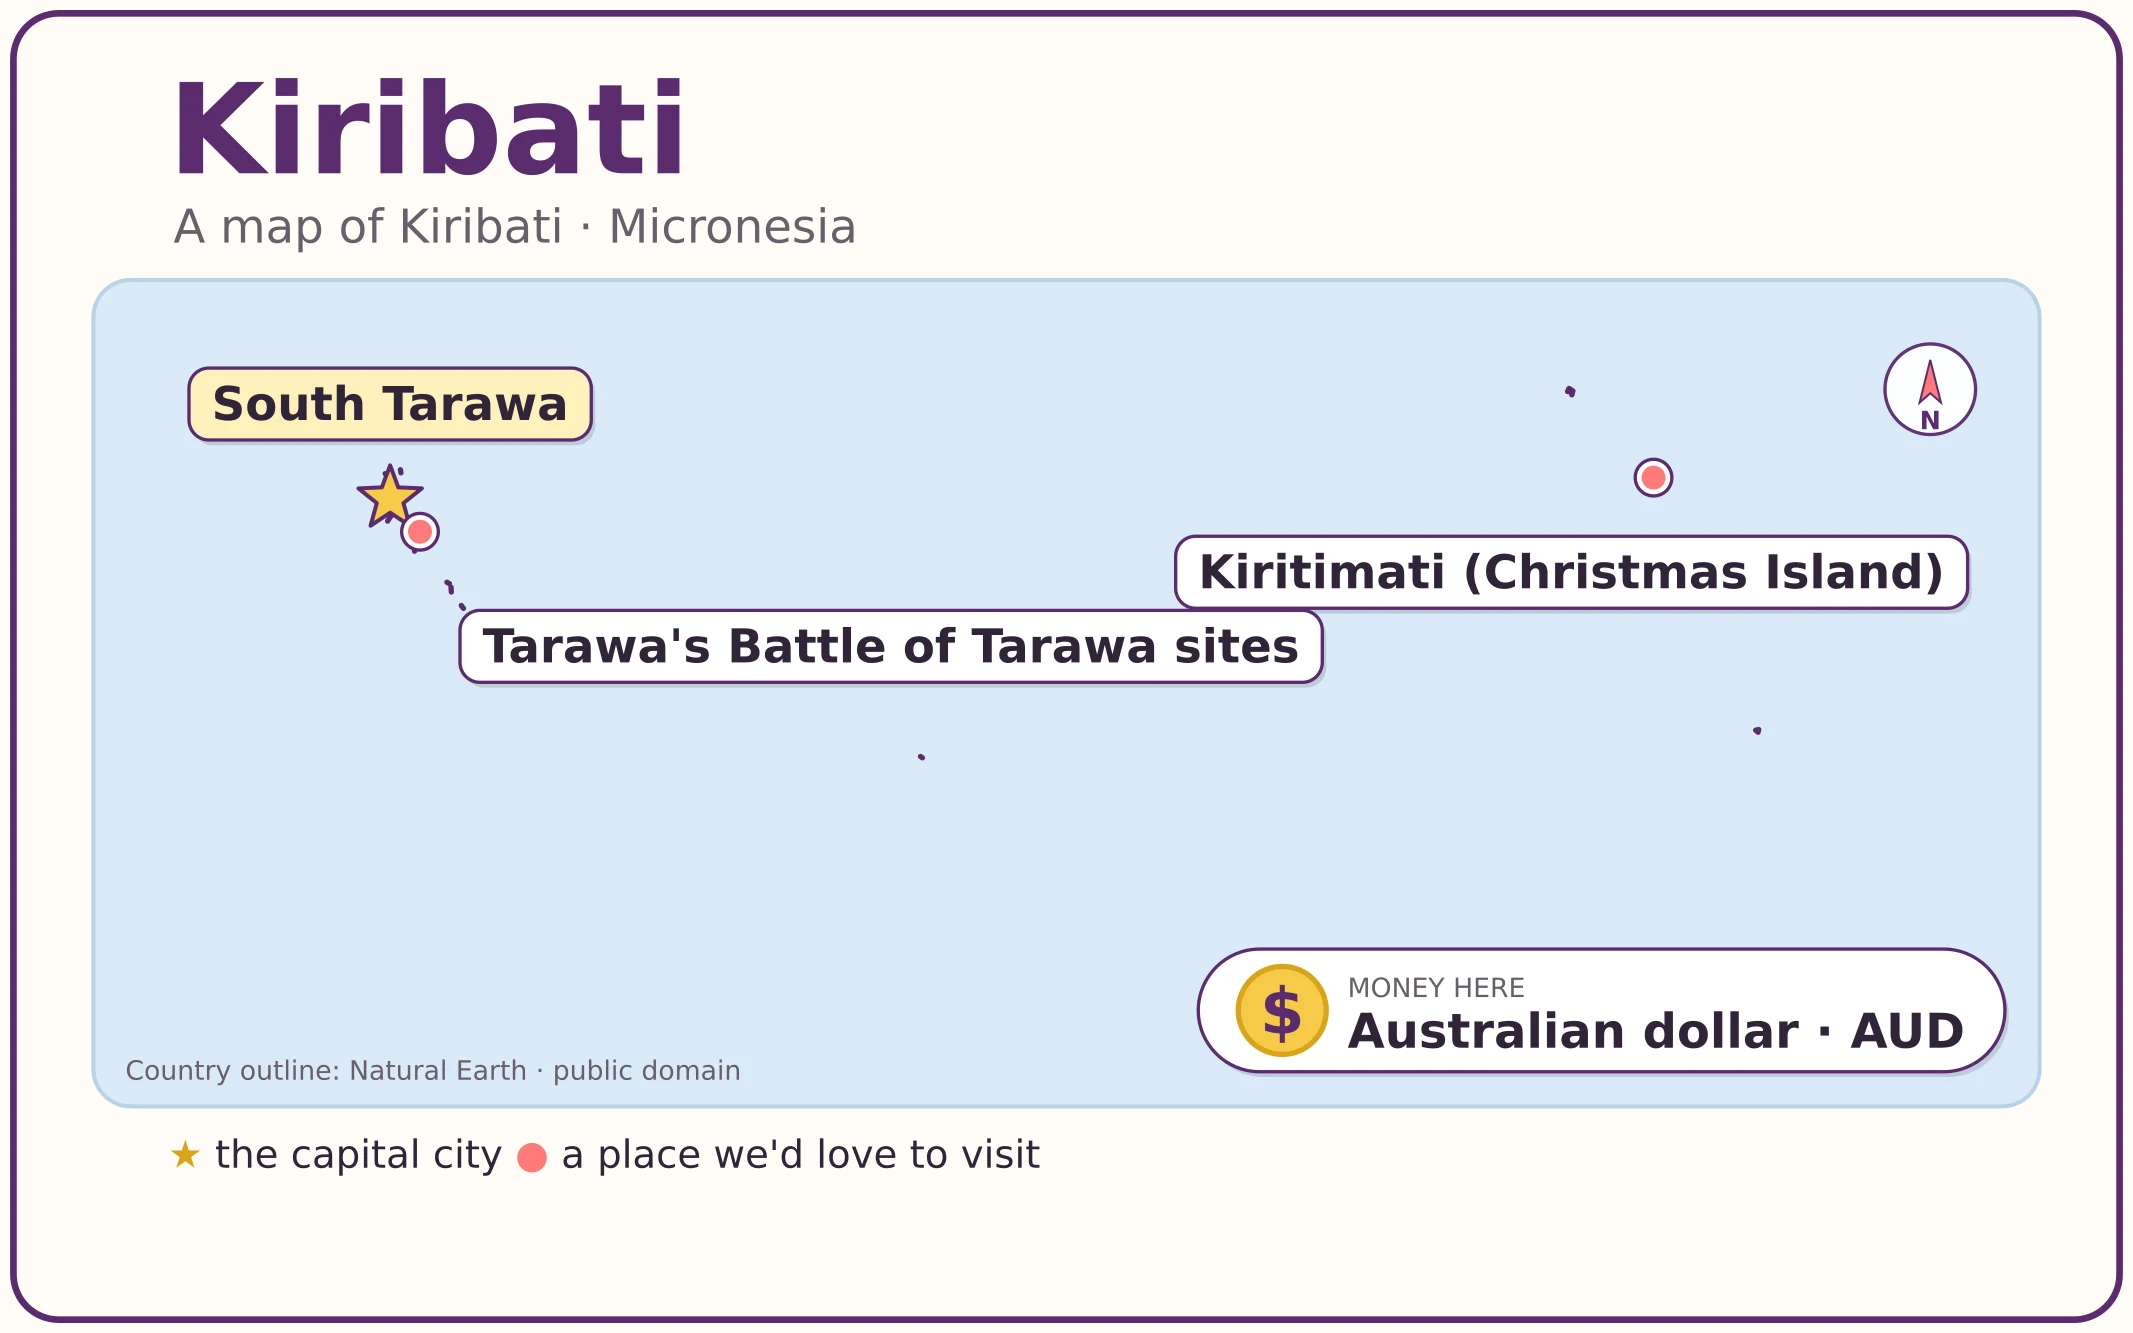 Kiribati
A map of Kiribati · Micronesia
South Tarawa
N
Kiritimati (Christmas Island)
Tarawa's Battle of Tarawa sites
$
MONEY HERE
Australian dollar · AUD
Country outline: Natural Earth · public domain
★ the capital city ● a place we'd love to visit